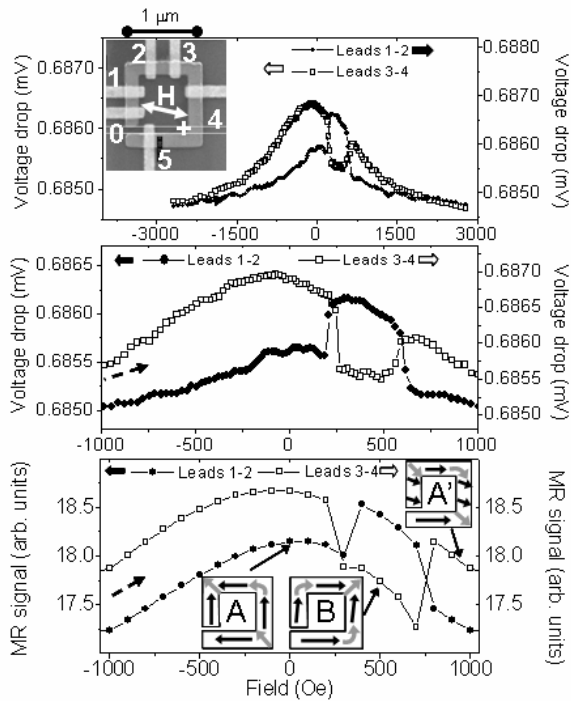 1 µm
2 3
1
H
4
0
+
5
Leads 1-2
Leads 3-4
Voltage drop (mV)
0.6870
0.6860
0.6850
0.6880
0.6870
0.6860
0.6850
Voltage drop (mV)
-3000 -1500 0 1500 3000
Leads 1-2 Leads 3-4
Voltage drop (mV)
0.6865
0.6860
0.6855
0.6850
0.6870
0.6865
0.6860
0.6855
0.6850
Voltage drop (mV)
-1000 -500 0 500 1000
Leads 1-2 Leads 3-4
MR signal (arb. units)
18.5
18.0
17.5
A
B
A'
18.5
18.0
17.5
MR signal (arb. units)
-1000 -500 0 500 1000
Field (Oe)